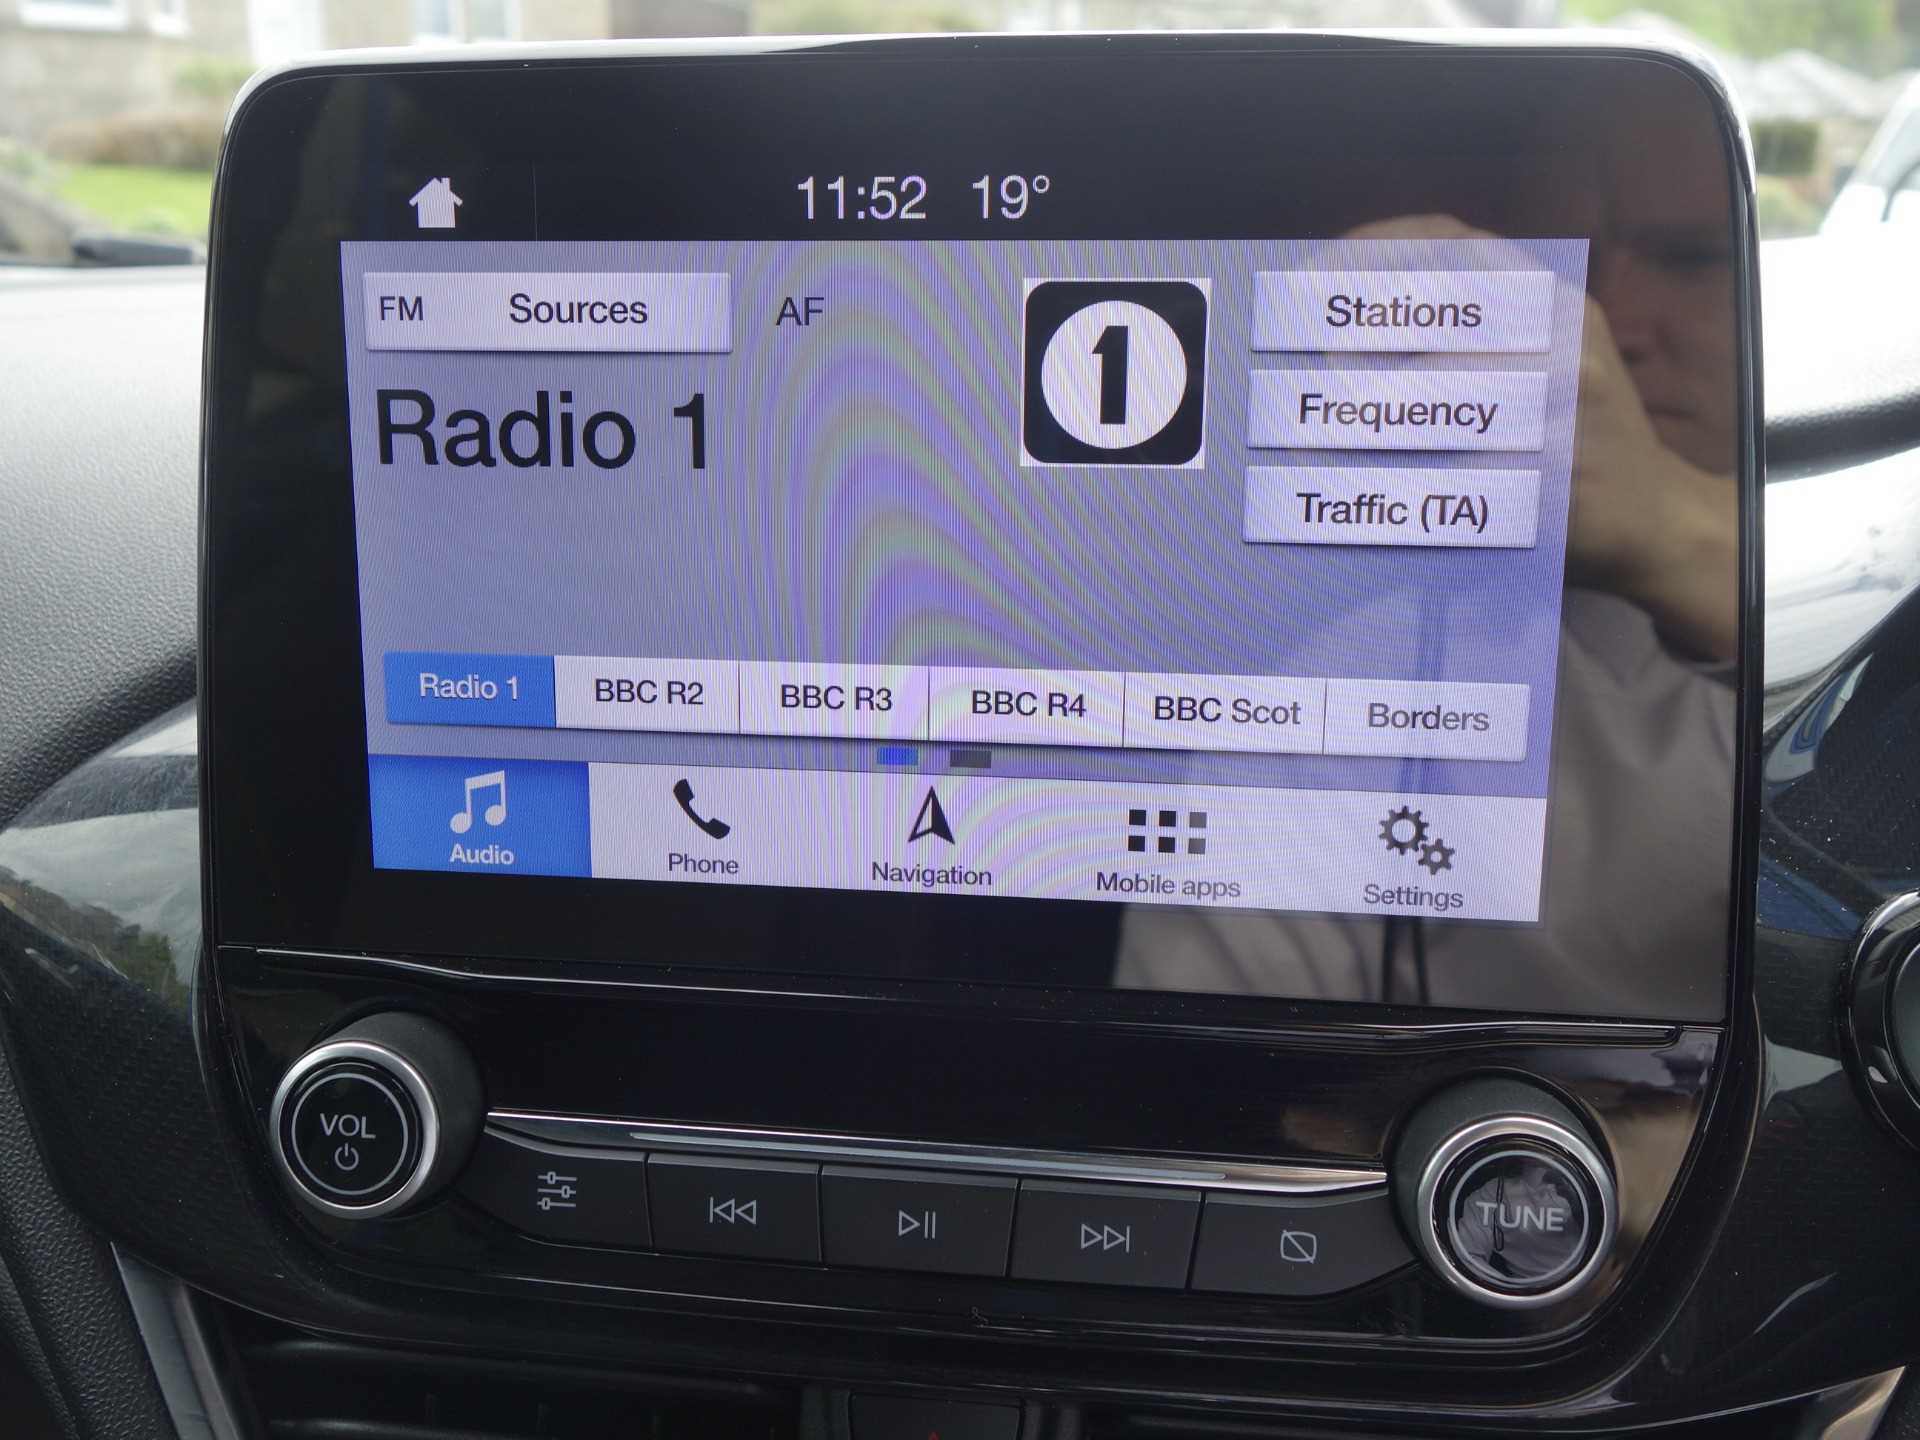 11:52 19°
FM Sources AF
1
Stations
Radio 1
Frequency
Traffic (TA)
Radio 1 BBC R2 BBC R3 BBC R4 BBC Scot Borders
Audio Phone Navigation Mobile apps Settings
VOL
TUNE